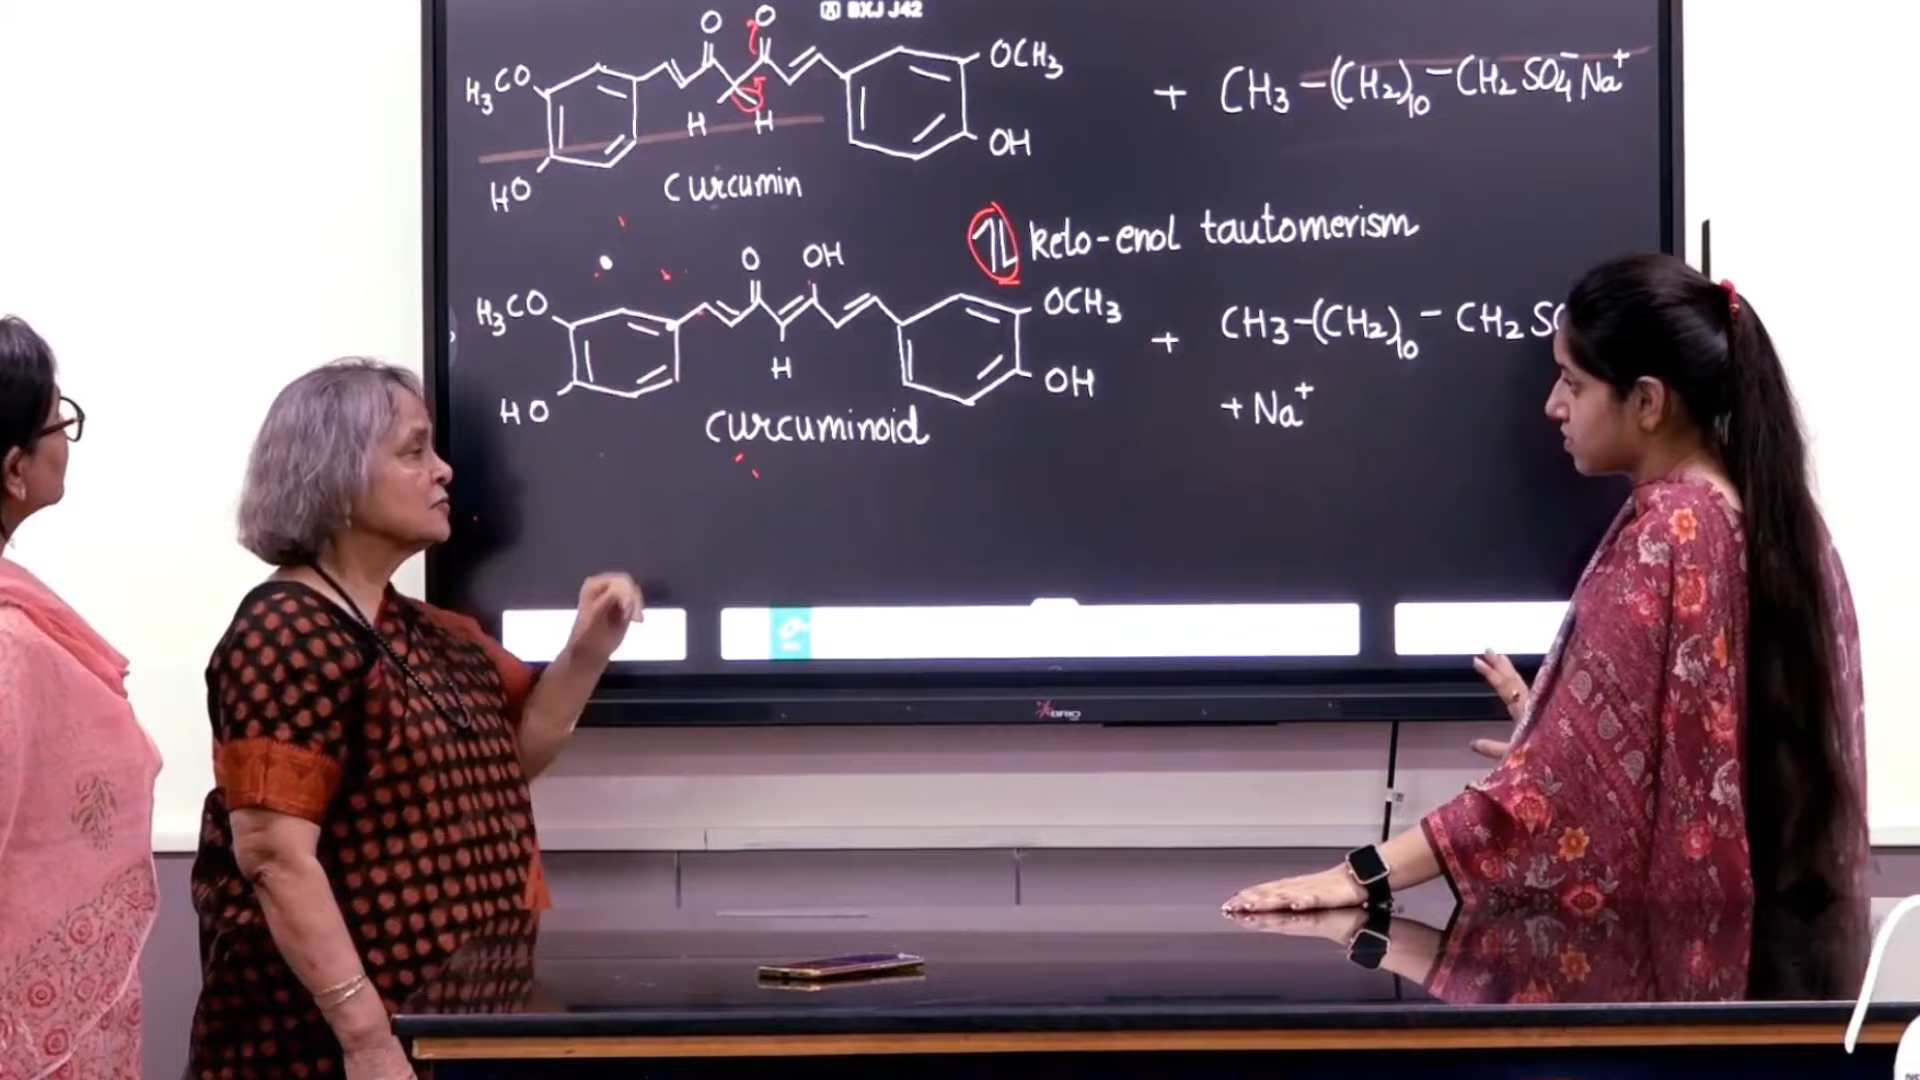 BXJ J42
O O
H₃CO OCH₃ + CH₃-(CH₂)₁₀-CH₂SO₄⁻Na⁺
H H
HO OH
Curcumin
⇌ keto-enol tautomerism
O OH
H₃CO OCH₃ + CH₃-(CH₂)₁₀-CH₂
H
HO OH + Na⁺
curcuminoid